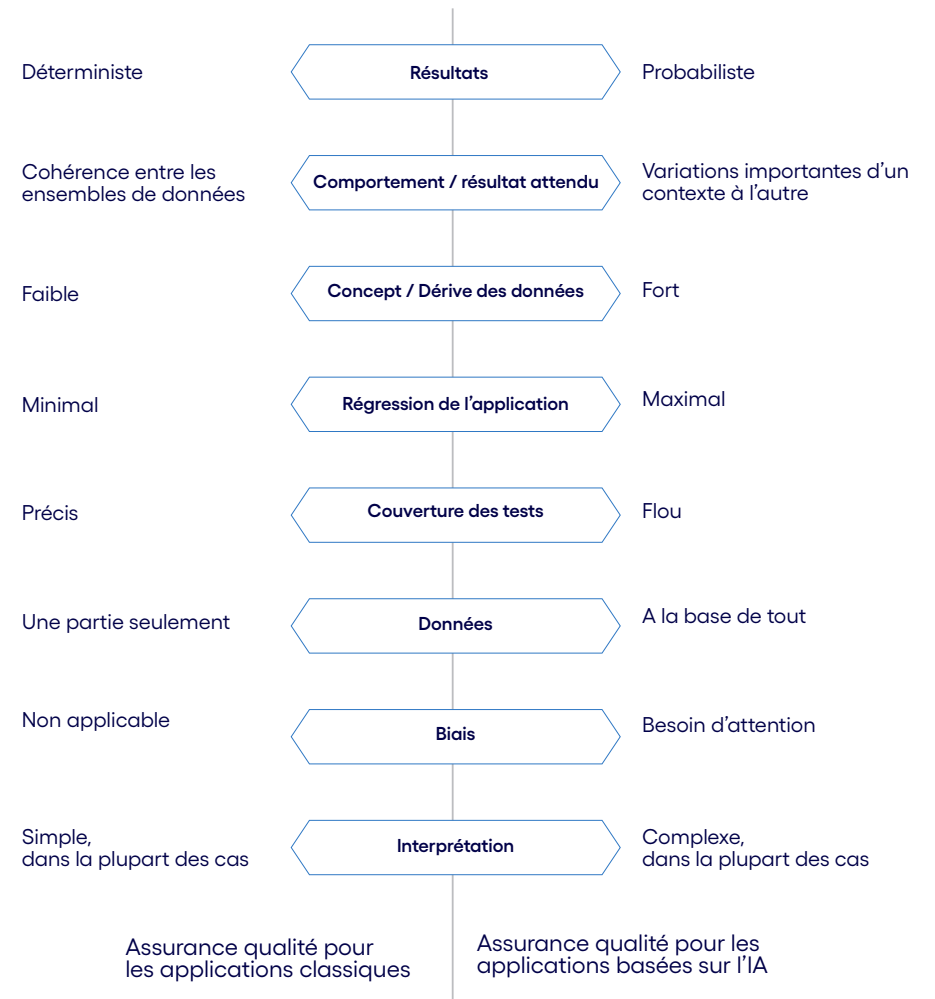 Déterministe
Résultats
Probabiliste
Cohérence entre les
ensembles de données
Comportement / résultat attendu
Variations importantes d’un
contexte à l’autre
Faible
Concept / Dérive des données
Fort
Minimal
Régression de l’application
Maximal
Précis
Couverture des tests
Flou
Une partie seulement
Données
A la base de tout
Non applicable
Biais
Besoin d’attention
Simple,
dans la plupart des cas
Interprétation
Complexe,
dans la plupart des cas
Assurance qualité pour
les applications classiques
Assurance qualité pour les
applications basées sur l’IA